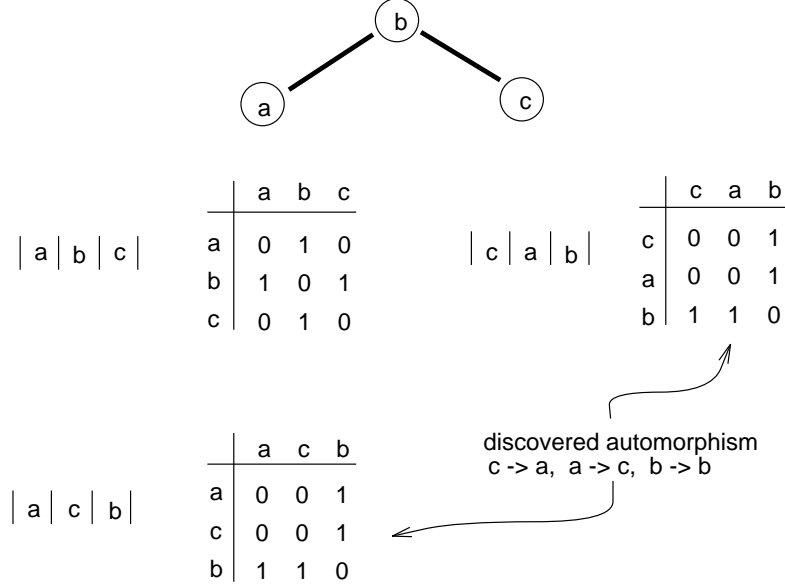 b
a
c
a b c
a 0 1 0
b 1 0 1
c 0 1 0
| a | b | c |
c a b
c 0 0 1
a 0 0 1
b 1 1 0
| c | a | b |
a c b
a 0 0 1
c 0 0 1
b 1 1 0
| a | c | b |
discovered automorphism
c -> a, a -> c, b -> b